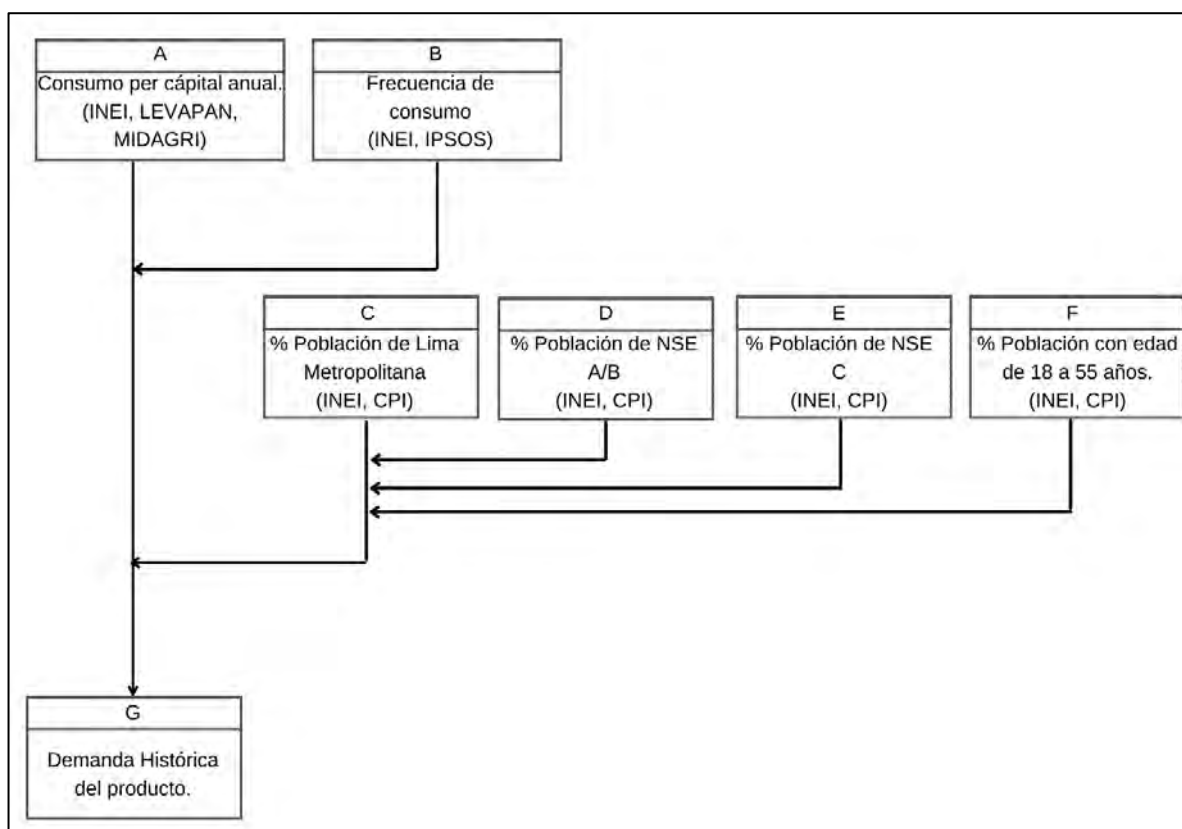 A
Consumo per cápital anual.
(INEI, LEVAPAN,
MIDAGRI)
B
Frecuencia de
consumo
(INEI, IPSOS)
C
% Población de Lima
Metropolitana
(INEI, CPI)
D
% Población de NSE
A/B
(INEI, CPI)
E
% Población de NSE
C
(INEI, CPI)
F
% Población con edad
de 18 a 55 años.
(INEI, CPI)
G
Demanda Histórica
del producto.